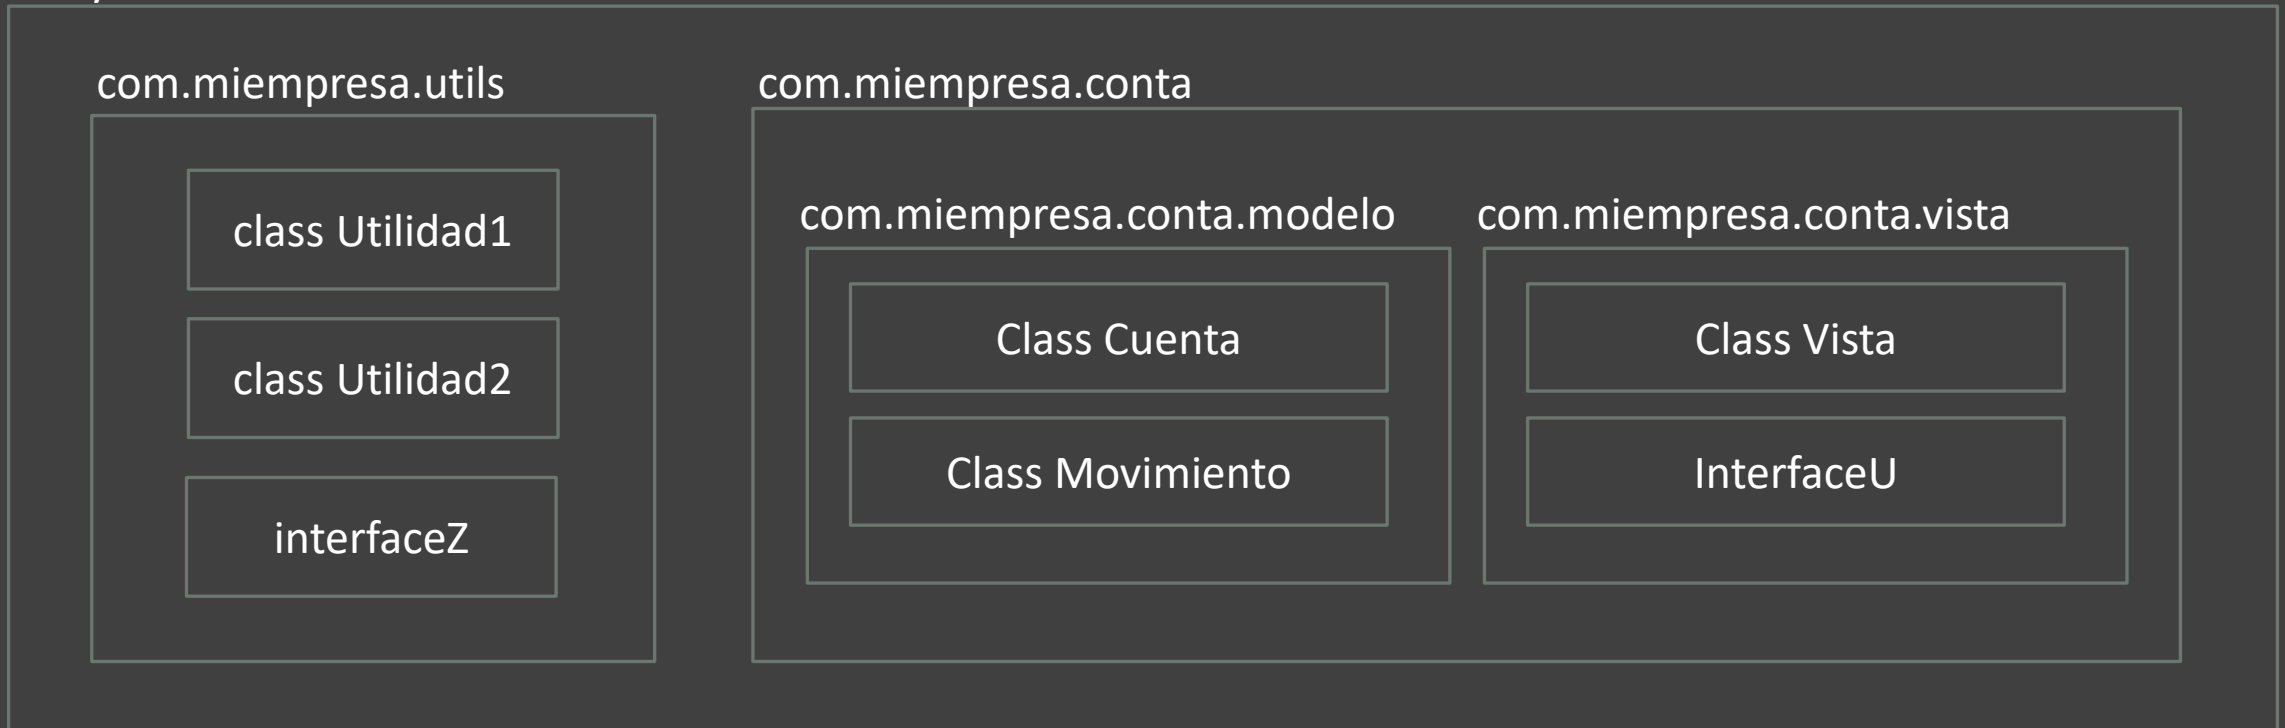 com.miempresa.utils
class Utilidad1
class Utilidad2
interfaceZ
com.miempresa.conta
com.miempresa.conta.modelo
Class Cuenta
Class Movimiento
com.miempresa.conta.vista
Class Vista
InterfaceU